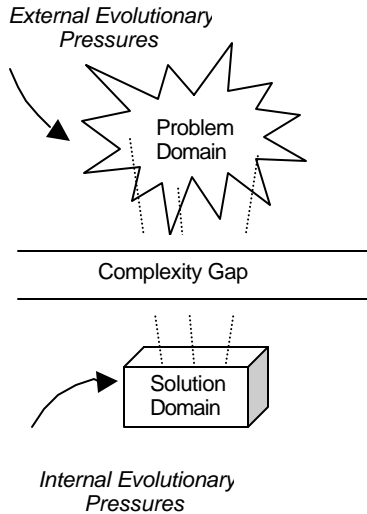 External Evolutionary
Pressures
Problem
Domain
Complexity Gap
Solution
Domain
Internal Evolutionary
Pressures